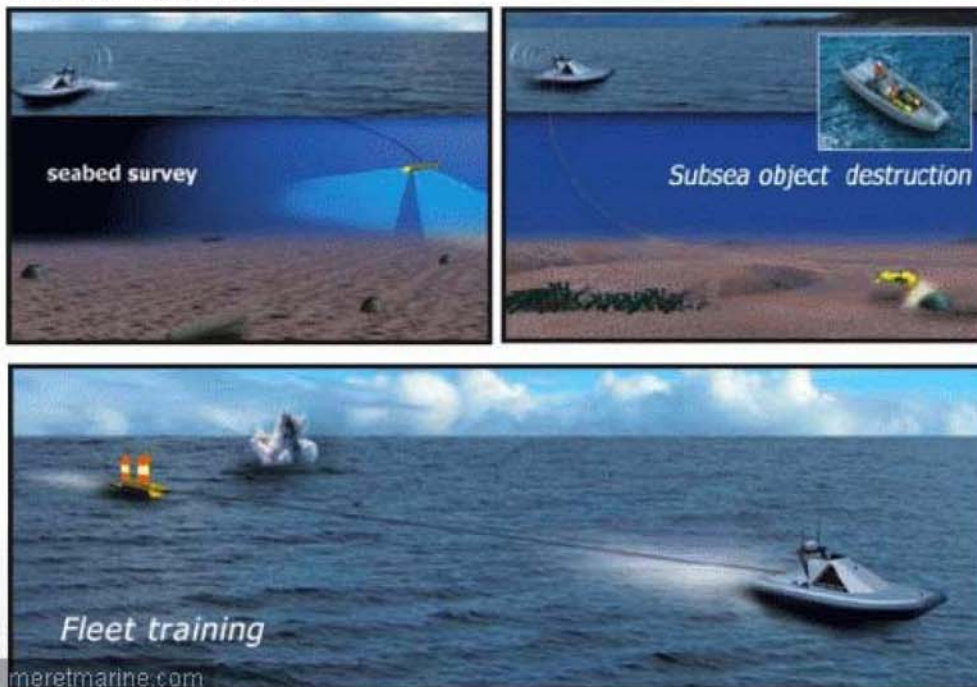 seabed survey
Subsea object destruction
Fleet training
meretmarine.com